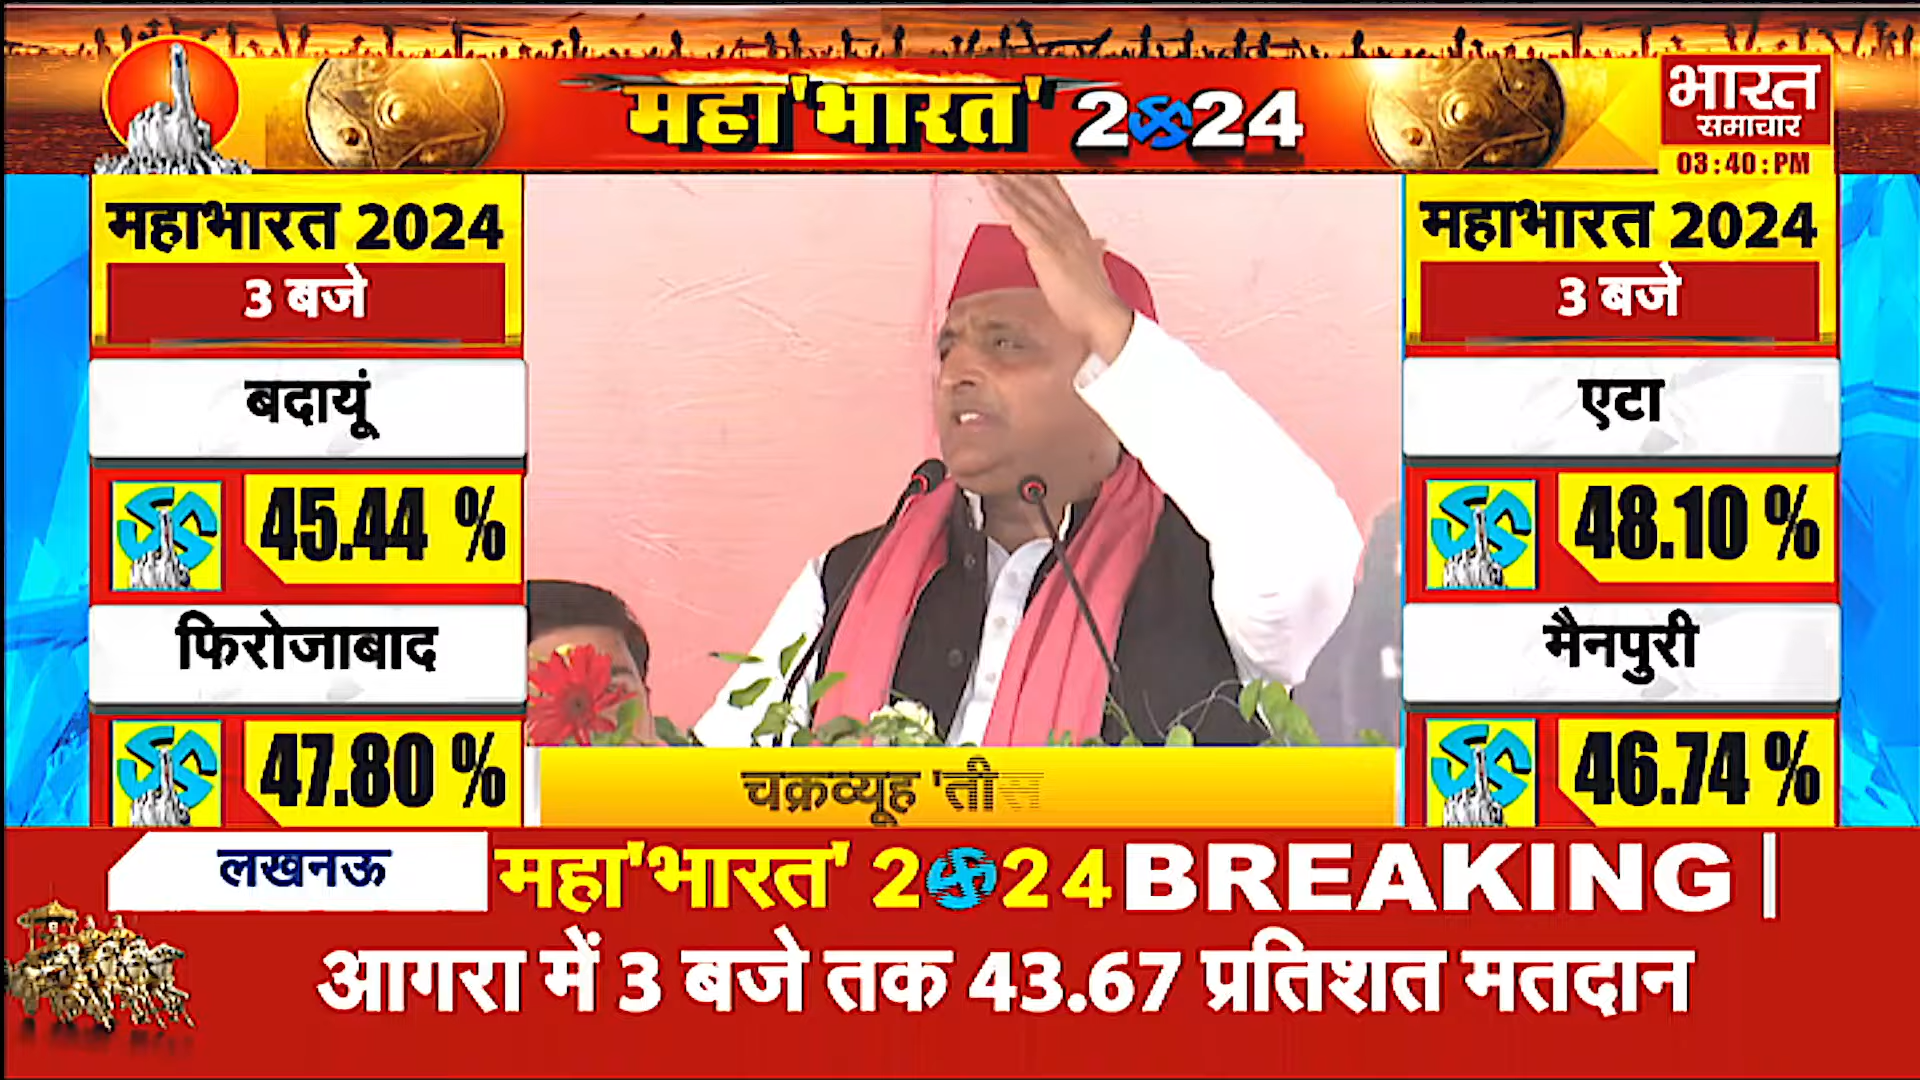 महा'भारत' 2024
भारत
समाचार
03:40:PM
महाभारत 2024
3 बजे
बदायूं
45.44 %
फिरोजाबाद
47.80 %
महाभारत 2024
3 बजे
एटा
48.10 %
मैनपुरी
46.74 %
चक्रव्यूह 'तीस
लखनऊ
महा'भारत' 2024 BREAKING
आगरा में 3 बजे तक 43.67 प्रतिशत मतदान